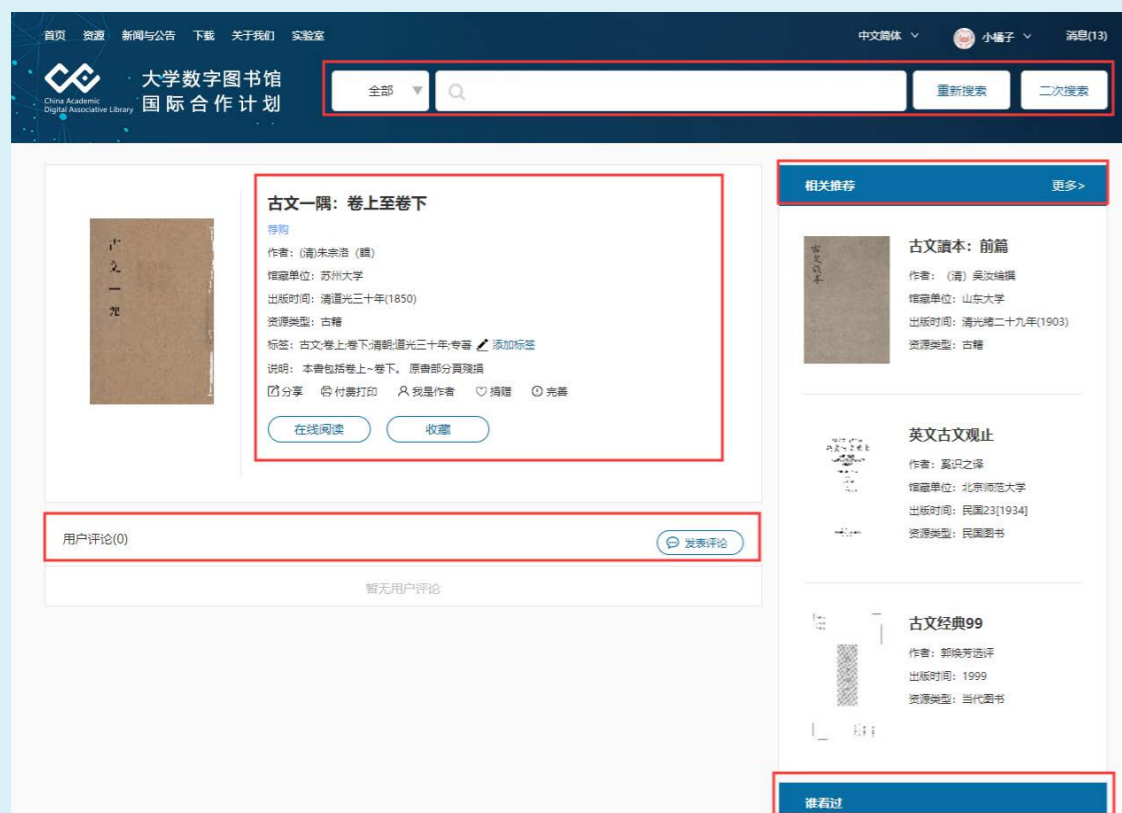 首页 资源 新闻与公告 下载 关于我们 实验室 中文简体 小橘子 消息(13)
China Academic
Digital Associative Library
大学数字图书馆
国际合作计划
全部 重新搜索 二次搜索
古文一隅
古文一隅：卷上至卷下
荐购
作者：(清)朱宗洛（輯）
馆藏单位：苏州大学
出版时间：清道光三十年(1850)
资源类型：古籍
标签：古文;卷上;卷下;清朝;道光三十年;专著 添加标签
说明： 本書包括卷上~卷下。 原書部分頁殘損
分享 付费打印 我是作者 捐赠 完善
在线阅读 收藏
用户评论(0) 发表评论
暂无用户评论
相关推荐 更多>
古文讀本
古文讀本：前篇
作者：（清）吳汝綸撰
馆藏单位：山东大学
出版时间：清光绪二十九年(1903)
资源类型：古籍
英文古文观止
作者：奚识之译
馆藏单位：北京师范大学
出版时间：民国23[1934]
资源类型：民国图书
古文经典99
作者：郭焕芳选评
出版时间：1999
资源类型：当代图书
谁看过